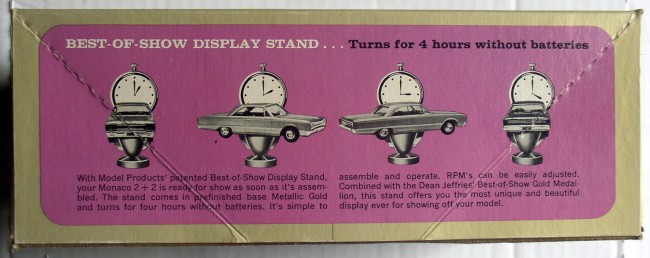 BEST-OF-SHOW DISPLAY STAND . . . Turns for 4 hours without batteries
With Model Products' patented Best-of-Show Display Stand,
your Monaco 2 + 2 is ready for show as soon as it's assem-
bled. The stand comes in prefinished base Metallic Gold
and turns for four hours without batteries. It's simple to
assemble and operate. RPM's can be easily adjusted.
Combined with the Dean Jeffries' Best-of-Show Gold Medal-
lion, this stand offers you the most unique and beautiful
display ever for showing off your model.